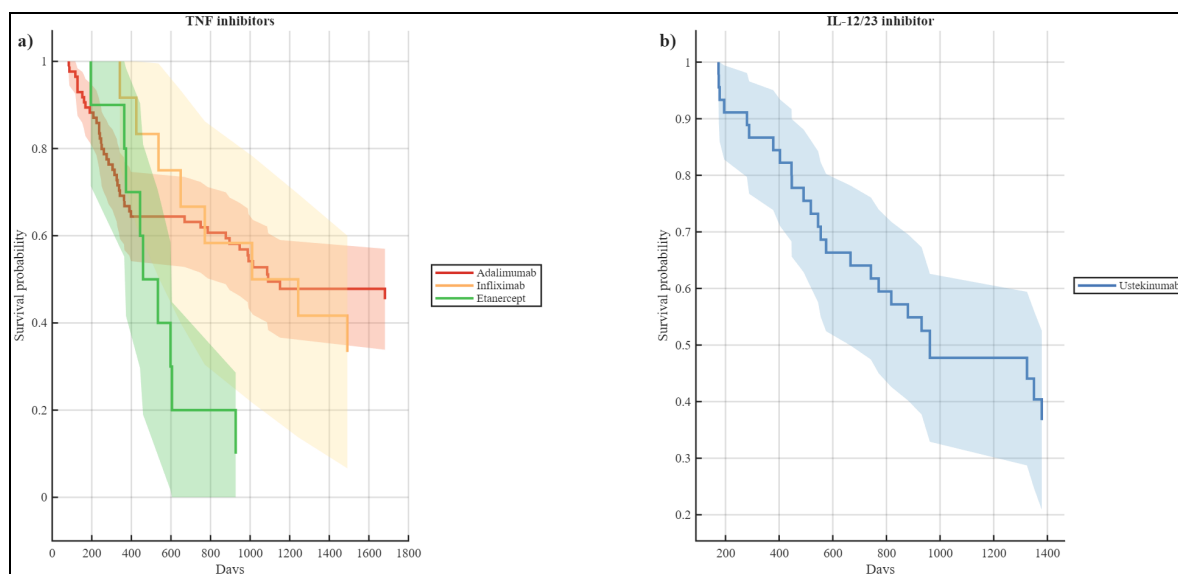 TNF inhibitors
a)
1
0.8
0.6
0.4
0.2
0
Survival probability
0 200 400 600 800 1000 1200 1400 1600 1800
Days
Adalimumab
Infliximab
Etanercept
IL-12/23 inhibitor
b)
1
0.9
0.8
0.7
0.6
0.5
0.4
0.3
0.2
Survival probability
200 400 600 800 1000 1200 1400
Days
Ustekinumab